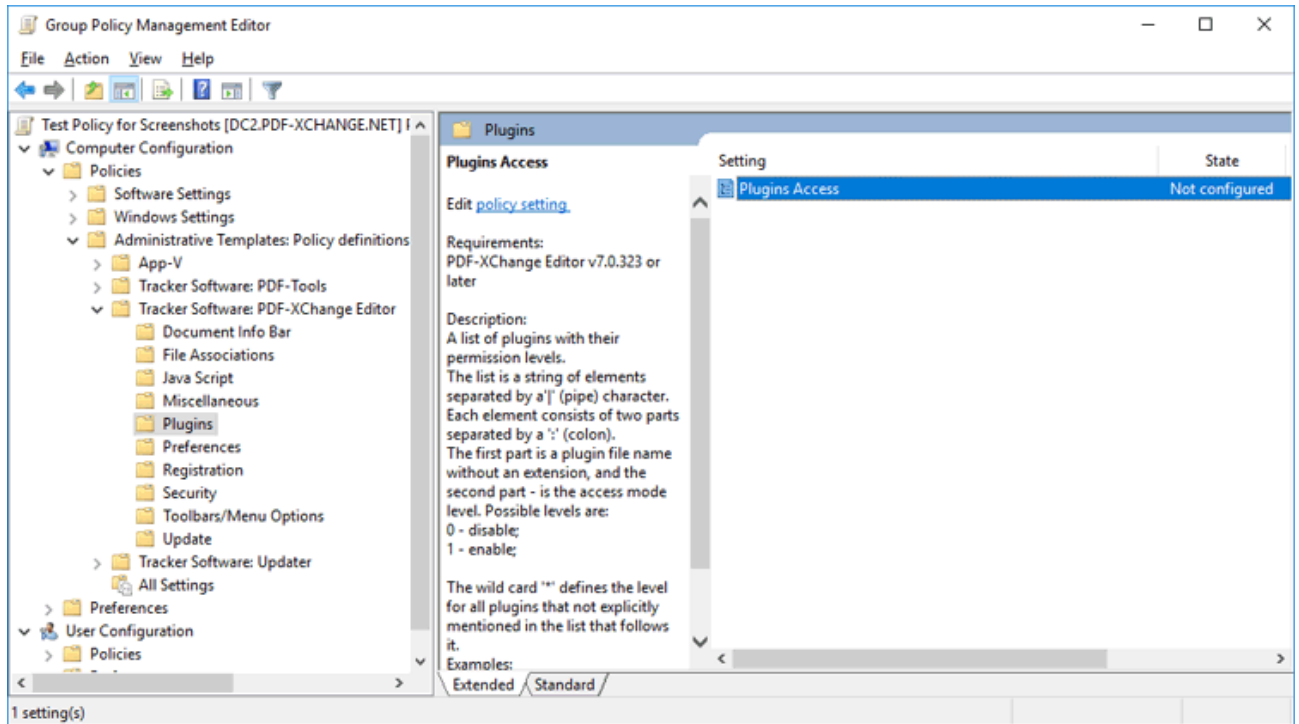 Group Policy Management Editor
File Action View Help
Test Policy for Screenshots [DC2.PDF-XCHANGE.NET]
Computer Configuration
Policies
Software Settings
Windows Settings
Administrative Templates: Policy definitions
App-V
Tracker Software: PDF-Tools
Tracker Software: PDF-XChange Editor
Document Info Bar
File Associations
Java Script
Miscellaneous
Plugins
Preferences
Registration
Security
Toolbars/Menu Options
Update
Tracker Software: Updater
All Settings
Preferences
User Configuration
Policies
Plugins
Plugins Access
Edit policy setting
Requirements:
PDF-XChange Editor v7.0.323 or
later
Description:
A list of plugins with their
permission levels.
The list is a string of elements
separated by a'|' (pipe) character.
Each element consists of two parts
separated by a ':' (colon).
The first part is a plugin file name
without an extension, and the
second part - is the access mode
level. Possible levels are:
0 - disable;
1 - enable;
The wild card '*' defines the level
for all plugins that not explicitly
mentioned in the list that follows
it.
Examples:
Setting State
Plugins Access Not configured
Extended Standard
1 setting(s)